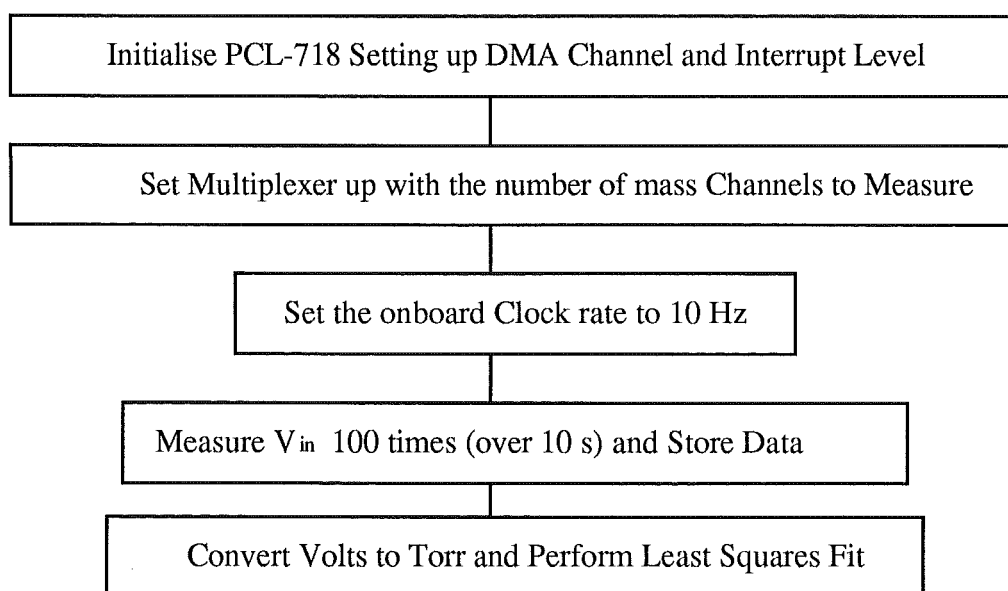 Initialise PCL-718 Setting up DMA Channel and Interrupt Level
Set Multiplexer up with the number of mass Channels to Measure
Set the onboard Clock rate to 10 Hz
Measure Vin 100 times (over 10 s) and Store Data
Convert Volts to Torr and Perform Least Squares Fit